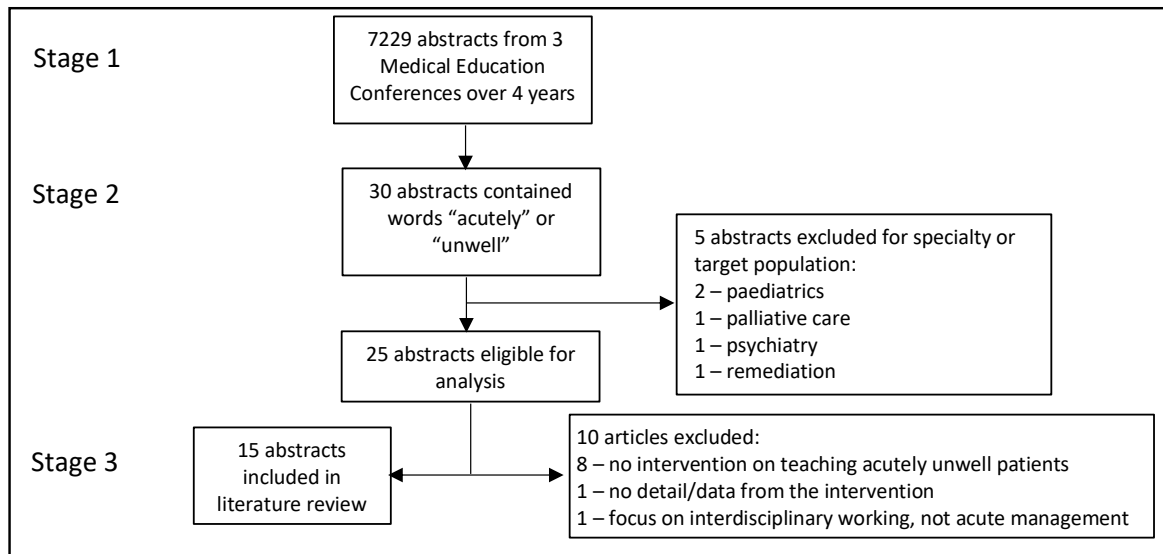 Stage 1
7229 abstracts from 3
Medical Education
Conferences over 4 years
Stage 2
30 abstracts contained
words “acutely” or
“unwell”
5 abstracts excluded for specialty or
target population:
2 – paediatrics
1 – palliative care
1 – psychiatry
1 – remediation
25 abstracts eligible for
analysis
Stage 3
15 abstracts
included in
literature review
10 articles excluded:
8 – no intervention on teaching acutely unwell patients
1 – no detail/data from the intervention
1 – focus on interdisciplinary working, not acute management